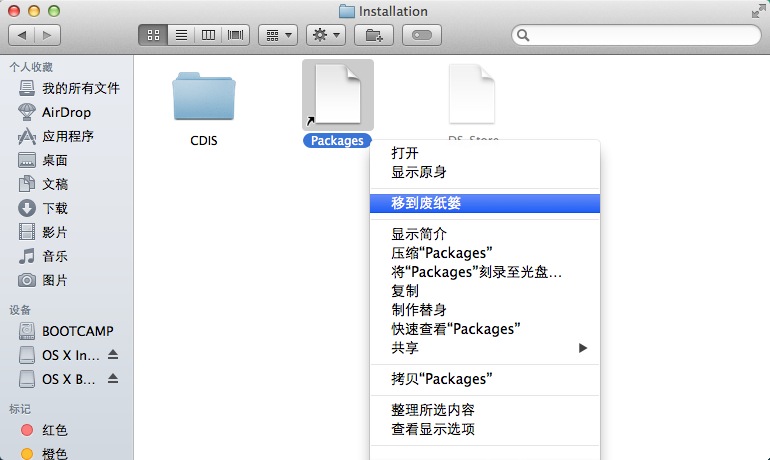 Installation
个人收藏
我的所有文件
AirDrop
应用程序
桌面
文稿
下载
影片
音乐
图片
设备
BOOTCAMP
OS X In...
OS X B...
标记
红色
橙色
CDIS
Packages
DS_Store
打开
显示原身
移到废纸篓
显示简介
压缩“Packages”
将“Packages”刻录至光盘...
复制
制作替身
快速查看“Packages”
共享
拷贝“Packages”
整理所选内容
查看显示选项